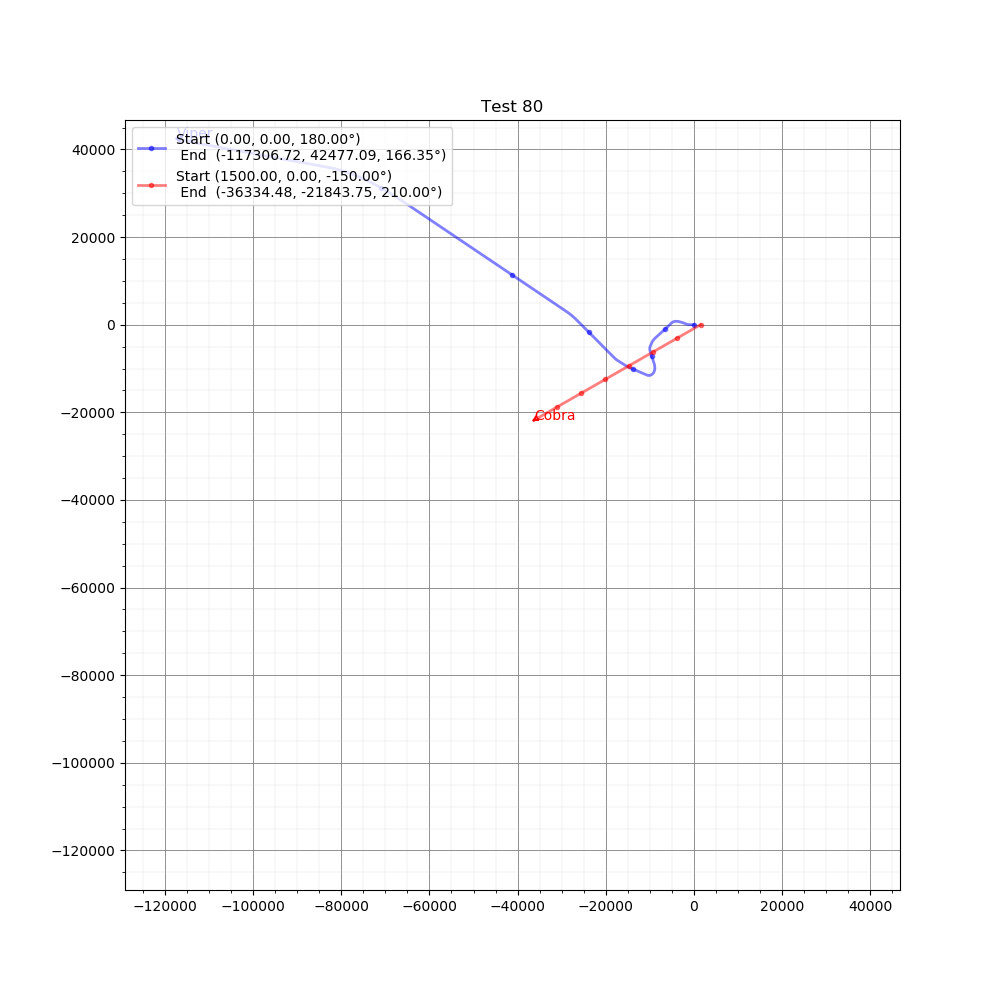 Test 80
Viper
Start (0.00, 0.00, 180.00°)
End (-117306.72, 42477.09, 166.35°)
Start (1500.00, 0.00, -150.00°)
End (-36334.48, -21843.75, 210.00°)
40000
20000
0
−20000
−40000
−60000
−80000
−100000
−120000
Cobra
−120000 −100000 −80000 −60000 −40000 −20000 0 20000 40000